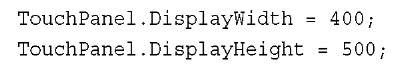 TouchPanel.DisplayWidth = 400;
TouchPanel.DisplayHeight = 500;